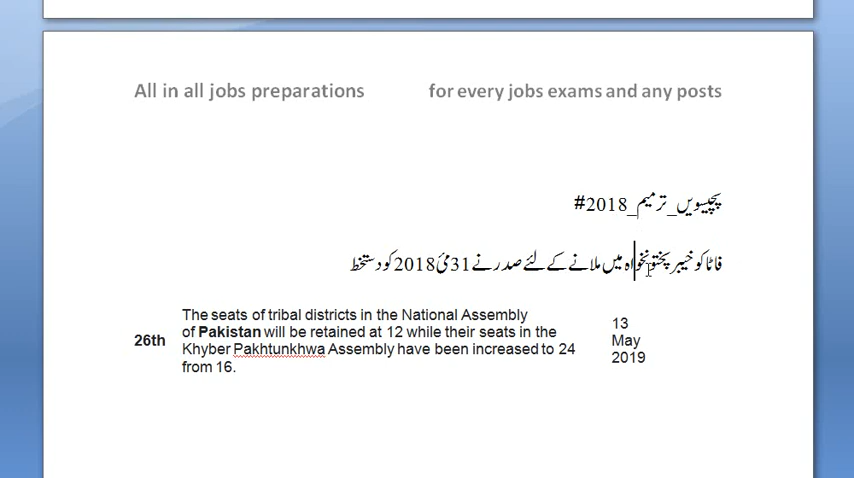 All in all jobs preparations for every jobs exams and any posts
پچیسویں_ترمیم_2018#
فاٹا کو خیبر پختونخواہ میں ملانے کے لئے صدر نے 31 مئ 2018 کو دستخط
The seats of tribal districts in the National Assembly
of Pakistan will be retained at 12 while their seats in the
Khyber Pakhtunkhwa Assembly have been increased to 24
from 16.
26th
13
May
2019